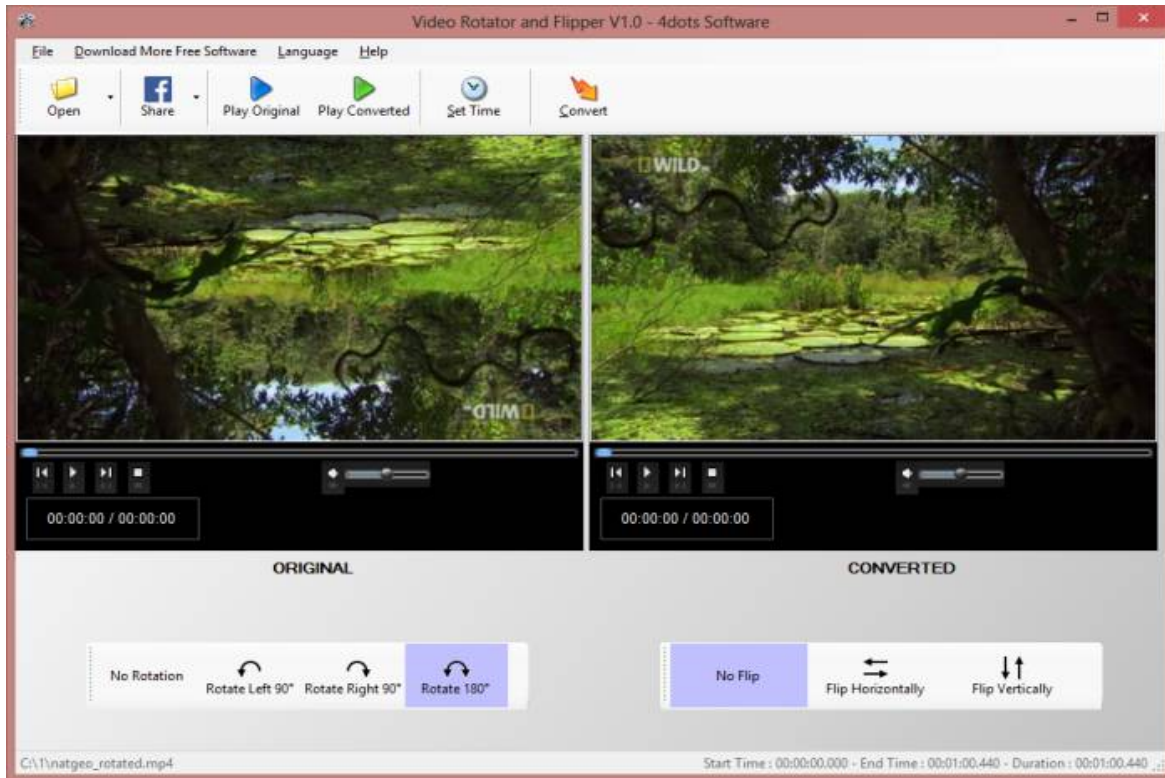 Video Rotator and Flipper V1.0 - 4dots Software
File Download More Free Software Language Help
Open Share Play Original Play Converted Set Time Convert
WILD
WILD
00:00:00 / 00:00:00
00:00:00 / 00:00:00
ORIGINAL
CONVERTED
No Rotation Rotate Left 90° Rotate Right 90° Rotate 180°
No Flip Flip Horizontally Flip Vertically
C:\1\natgeo_rotated.mp4
Start Time : 00:00:00.000 - End Time : 00:01:00.440 - Duration : 00:01:00.440